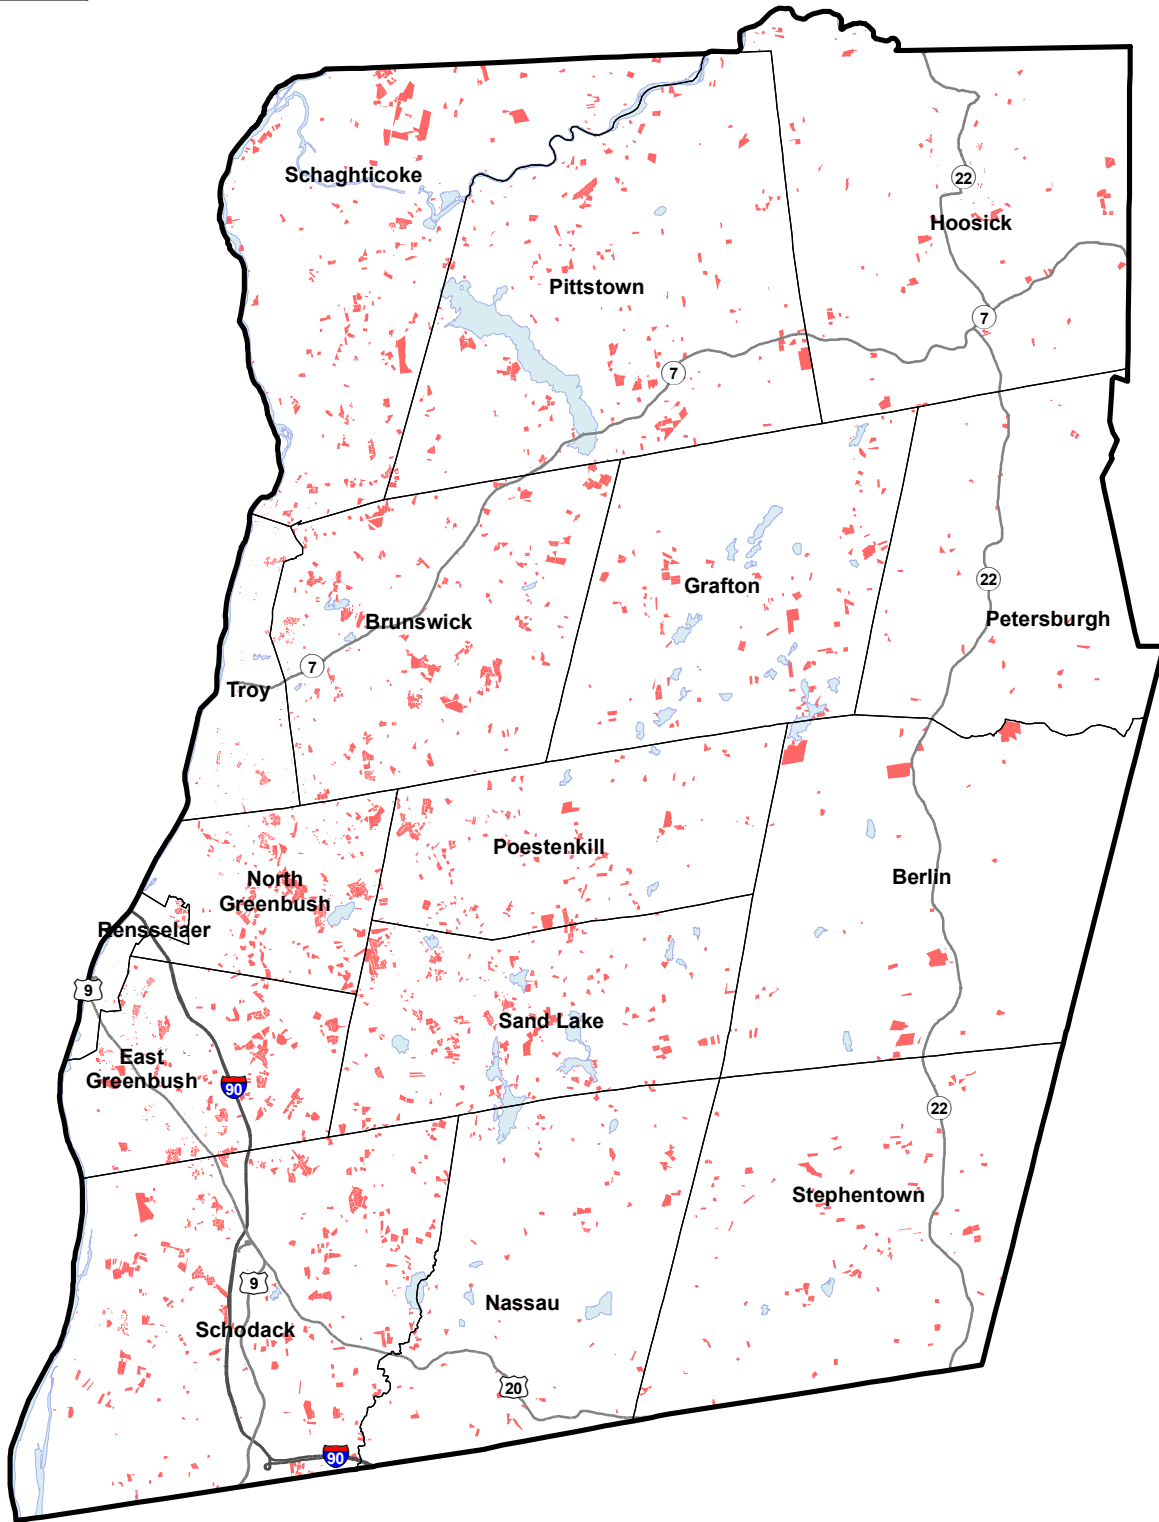 Schaghticoke
22
Hoosick
Pittstown
7
7
Grafton
22
Brunswick
Petersburgh
7
Troy
Poestenkill
Berlin
North
Greenbush
Rensselaer
9
Sand Lake
East
Greenbush
90
22
Stephentown
9
Nassau
Schodack
20
90